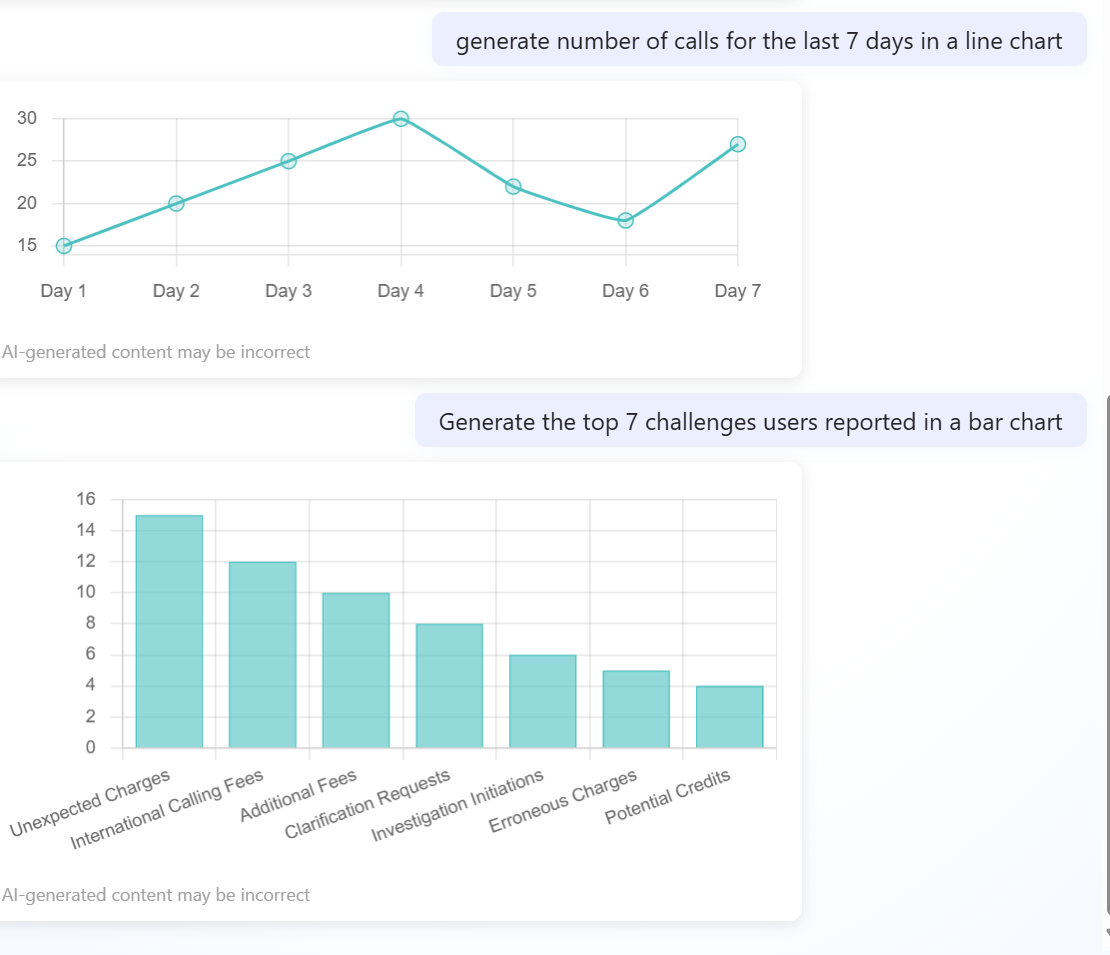 generate number of calls for the last 7 days in a line chart
30
25
20
15
Day 1 Day 2 Day 3 Day 4 Day 5 Day 6 Day 7
AI-generated content may be incorrect
Generate the top 7 challenges users reported in a bar chart
16
14
12
10
8
6
4
2
0
Unexpected Charges
International Calling Fees
Additional Fees
Clarification Requests
Investigation Initiations
Erroneous Charges
Potential Credits
AI-generated content may be incorrect